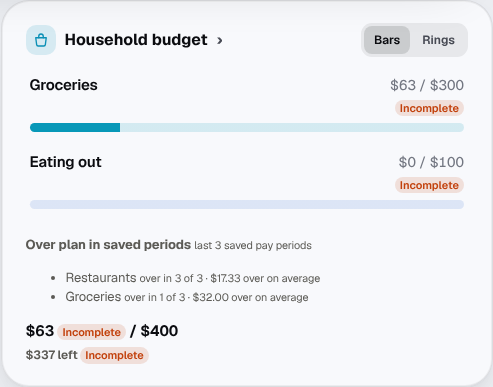 Household budget ›
Bars Rings
Groceries $63 / $300
Incomplete
Eating out $0 / $100
Incomplete
Over plan in saved periods last 3 saved pay periods
• Restaurants over in 3 of 3 · $17.33 over on average
• Groceries over in 1 of 3 · $32.00 over on average
$63 Incomplete / $400
$337 left Incomplete